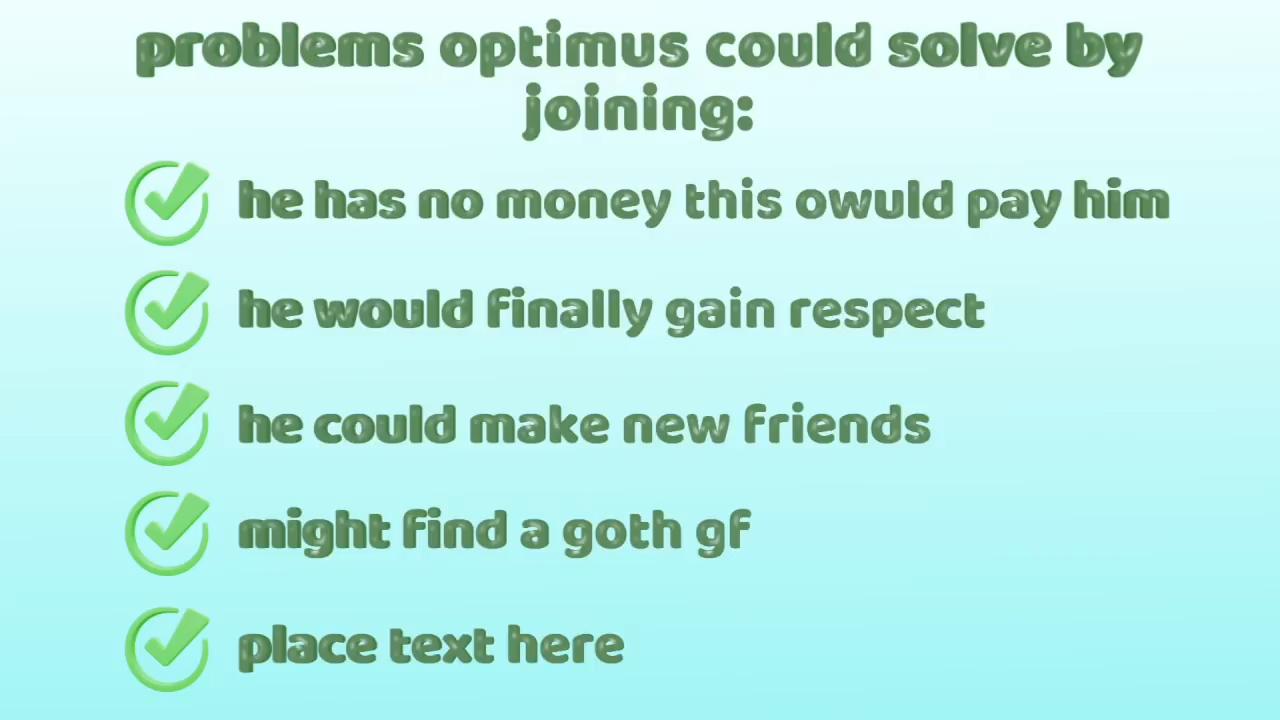 problems optimus could solve by
joining:
he has no money this owuld pay him
he would finally gain respect
he could make new friends
might find a goth gf
place text here